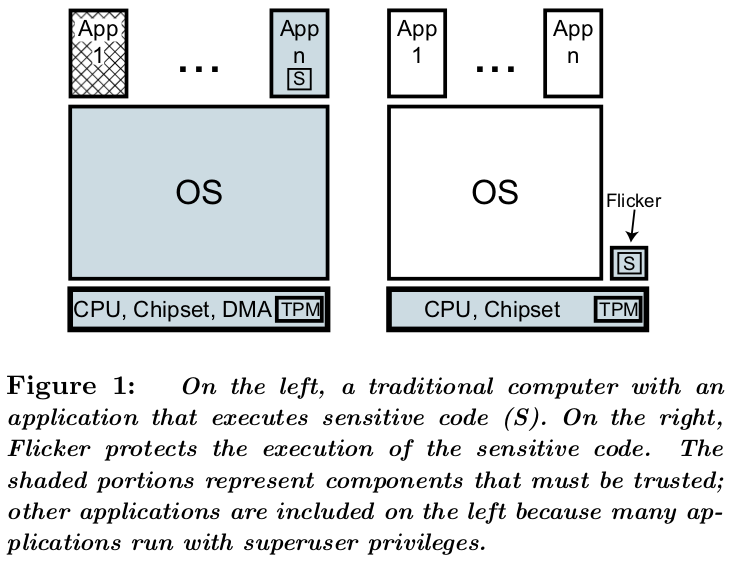 App
1
...
App
n
S
App
1
...
App
n
OS
OS
Flicker
S
CPU, Chipset, DMA TPM
CPU, Chipset TPM
Figure 1: On the left, a traditional computer with an
application that executes sensitive code (S). On the right,
Flicker protects the execution of the sensitive code. The
shaded portions represent components that must be trusted;
other applications are included on the left because many ap-
plications run with superuser privileges.